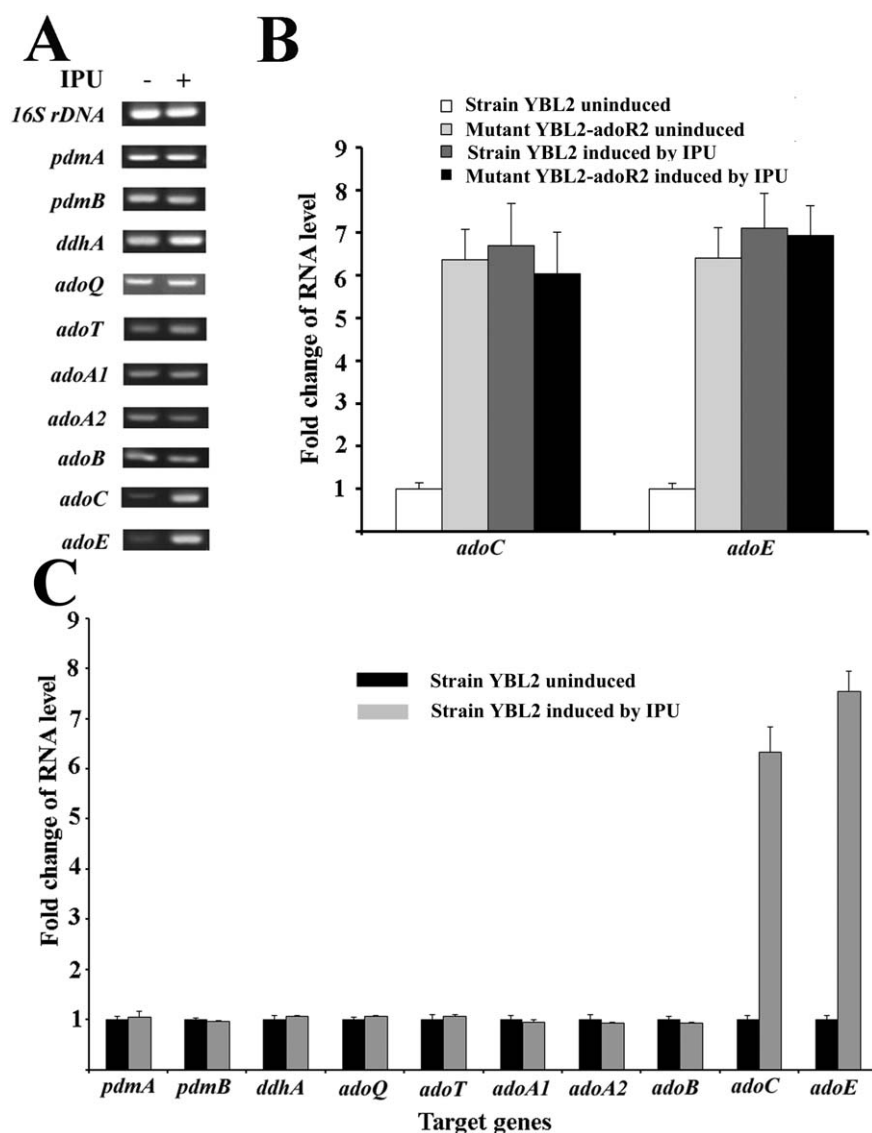 A
IPU - +
16S rDNA
pdmA
pdmB
ddhA
adoQ
adoT
adoA1
adoA2
adoB
adoC
adoE
B
Strain YBL2 uninduced
Mutant YBL2-adoR2 uninduced
Strain YBL2 induced by IPU
Mutant YBL2-adoR2 induced by IPU
Fold change of RNA level
9
8
7
6
5
4
3
2
1
adoC adoE
C
Strain YBL2 uninduced
Strain YBL2 induced by IPU
Fold change of RNA level
9
8
7
6
5
4
3
2
1
pdmA pdmB ddhA adoQ adoT adoA1 adoA2 adoB adoC adoE
Target genes